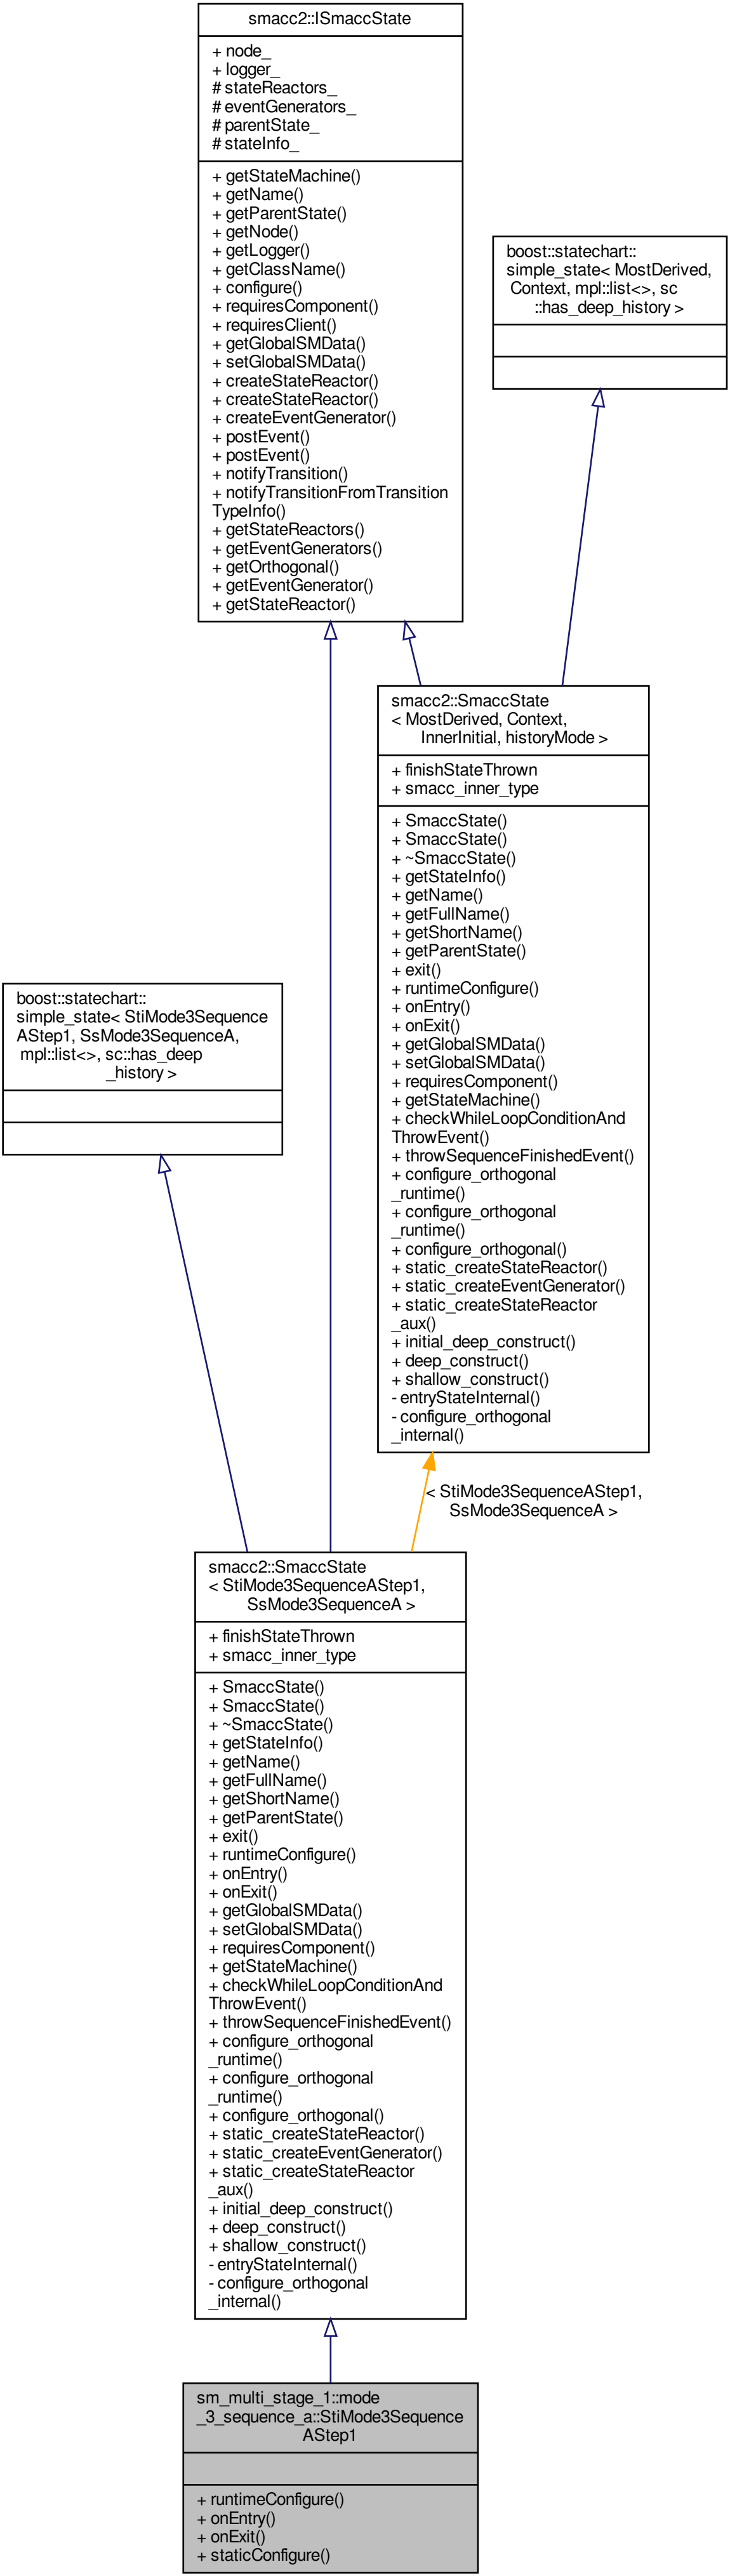 smacc2::ISmaccState
+ node_
+ logger_
# stateReactors_
# eventGenerators_
# parentState_
# stateInfo_
+ getStateMachine()
+ getName()
+ getParentState()
+ getNode()
+ getLogger()
+ getClassName()
+ configure()
+ requiresComponent()
+ requiresClient()
+ getGlobalSMData()
+ setGlobalSMData()
+ createStateReactor()
+ createStateReactor()
+ createEventGenerator()
+ postEvent()
+ postEvent()
+ notifyTransition()
+ notifyTransitionFromTransition
TypeInfo()
+ getStateReactors()
+ getEventGenerators()
+ getOrthogonal()
+ getEventGenerator()
+ getStateReactor()
boost::statechart::
simple_state< MostDerived,
Context, mpl::list<>, sc
::has_deep_history >
smacc2::SmaccState
< MostDerived, Context,
InnerInitial, historyMode >
+ finishStateThrown
+ smacc_inner_type
+ SmaccState()
+ SmaccState()
+ ~SmaccState()
+ getStateInfo()
+ getName()
+ getFullName()
+ getShortName()
+ getParentState()
+ exit()
+ runtimeConfigure()
+ onEntry()
+ onExit()
+ getGlobalSMData()
+ setGlobalSMData()
+ requiresComponent()
+ getStateMachine()
+ checkWhileLoopConditionAnd
ThrowEvent()
+ throwSequenceFinishedEvent()
+ configure_orthogonal
_runtime()
+ configure_orthogonal
_runtime()
+ configure_orthogonal()
+ static_createStateReactor()
+ static_createEventGenerator()
+ static_createStateReactor
_aux()
+ initial_deep_construct()
+ deep_construct()
+ shallow_construct()
- entryStateInternal()
- configure_orthogonal
_internal()
boost::statechart::
simple_state< StiMode3Sequence
AStep1, SsMode3SequenceA,
mpl::list<>, sc::has_deep
_history >
< StiMode3SequenceAStep1,
SsMode3SequenceA >
smacc2::SmaccState
< StiMode3SequenceAStep1,
SsMode3SequenceA >
+ finishStateThrown
+ smacc_inner_type
+ SmaccState()
+ SmaccState()
+ ~SmaccState()
+ getStateInfo()
+ getName()
+ getFullName()
+ getShortName()
+ getParentState()
+ exit()
+ runtimeConfigure()
+ onEntry()
+ onExit()
+ getGlobalSMData()
+ setGlobalSMData()
+ requiresComponent()
+ getStateMachine()
+ checkWhileLoopConditionAnd
ThrowEvent()
+ throwSequenceFinishedEvent()
+ configure_orthogonal
_runtime()
+ configure_orthogonal
_runtime()
+ configure_orthogonal()
+ static_createStateReactor()
+ static_createEventGenerator()
+ static_createStateReactor
_aux()
+ initial_deep_construct()
+ deep_construct()
+ shallow_construct()
- entryStateInternal()
- configure_orthogonal
_internal()
sm_multi_stage_1::mode
_3_sequence_a::StiMode3Sequence
AStep1
+ runtimeConfigure()
+ onEntry()
+ onExit()
+ staticConfigure()